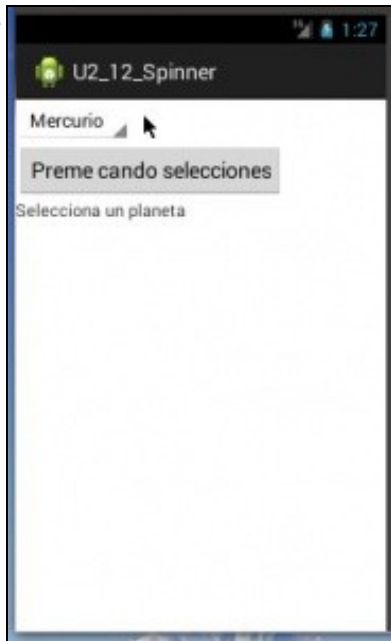 1:27
U2_12_Spinner
Mercurio
Preme cando selecciones
Selecciona un planeta